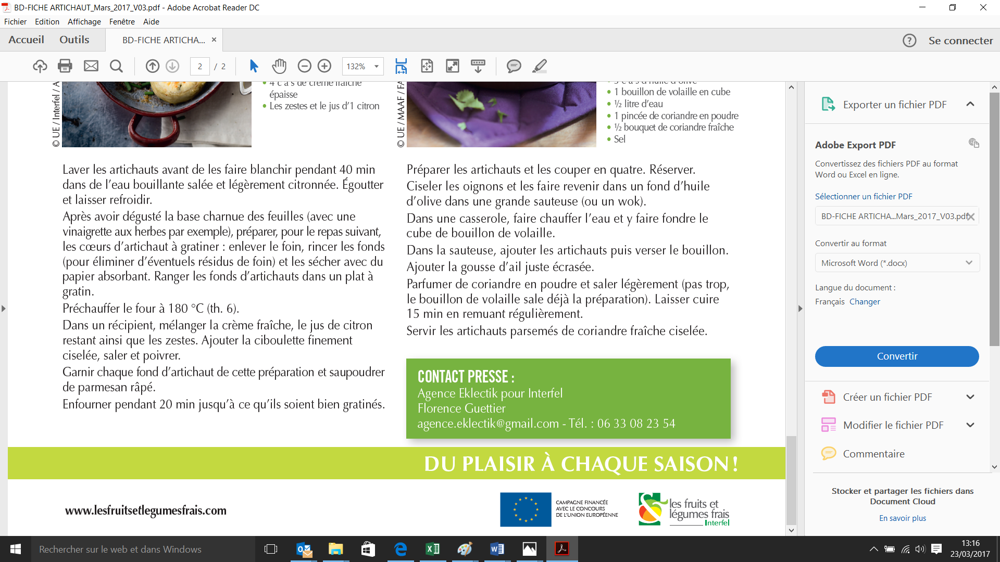 BD-FICHE ARTICHAUT_Mars_2017_V03.pdf - Adobe Acrobat Reader DC
Fichier Edition Affichage Fenêtre Aide
Accueil Outils BD-FICHE ARTICHA... × Se connecter
2 / 2 132%
© UE / Interfel / A
• 4 c à s de crème fraîche
épaisse
• Les zestes et le jus d’1 citron
© UE / MAAF / FA
• 3 c à s d’huile d’olive
• 1 bouillon de volaille en cube
• ½ litre d’eau
• 1 pincée de coriandre en poudre
• ½ bouquet de coriandre fraîche
• Sel
Laver les artichauts avant de les faire blanchir pendant 40 min
dans de l’eau bouillante salée et légèrement citronnée. Égoutter
et laisser refroidir.
Après avoir dégusté la base charnue des feuilles (avec une
vinaigrette aux herbes par exemple), préparer, pour le repas suivant,
les cœurs d’artichaut à gratiner : enlever le foin, rincer les fonds
(pour éliminer d’éventuels résidus de foin) et les sécher avec du
papier absorbant. Ranger les fonds d’artichauts dans un plat à
gratin.
Préchauffer le four à 180 °C (th. 6).
Dans un récipient, mélanger la crème fraîche, le jus de citron
restant ainsi que les zestes. Ajouter la ciboulette finement
ciselée, saler et poivrer.
Garnir chaque fond d’artichaut de cette préparation et saupoudrer
de parmesan râpé.
Enfourner pendant 20 min jusqu’à ce qu’ils soient bien gratinés.
Préparer les artichauts et les couper en quatre. Réserver.
Ciseler les oignons et les faire revenir dans un fond d’huile
d’olive dans une grande sauteuse (ou un wok).
Dans une casserole, faire chauffer l’eau et y faire fondre le
cube de bouillon de volaille.
Dans la sauteuse, ajouter les artichauts puis verser le bouillon.
Ajouter la gousse d’ail juste écrasée.
Parfumer de coriandre en poudre et saler légèrement (pas trop,
le bouillon de volaille sale déjà la préparation). Laisser cuire
15 min en remuant régulièrement.
Servir les artichauts parsemés de coriandre fraîche ciselée.
CONTACT PRESSE :
Agence Eklectik pour Interfel
Florence Guettier
agence.eklectik@gmail.com - Tél. : 06 33 08 23 54
DU PLAISIR À CHAQUE SAISON !
www.lesfruitsetlegumesfrais.com
CAMPAGNE FINANCÉE
AVEC LE CONCOURS
DE L’UNION EUROPÉENNE
les fruits et
légumes frais
Interfel
Exporter un fichier PDF
Adobe Export PDF
Convertissez des fichiers PDF au format
Word ou Excel en ligne.
Sélectionner un fichier PDF
BD-FICHE ARTICHA...Mars_2017_V03.pdf
Convertir au format
Microsoft Word (*.docx)
Langue du document :
Français Changer
Convertir
Créer un fichier PDF
Modifier le fichier PDF
Commentaire
Stocker et partager les fichiers dans
Document Cloud
En savoir plus
Rechercher sur le web et dans Windows
13:16
23/03/2017